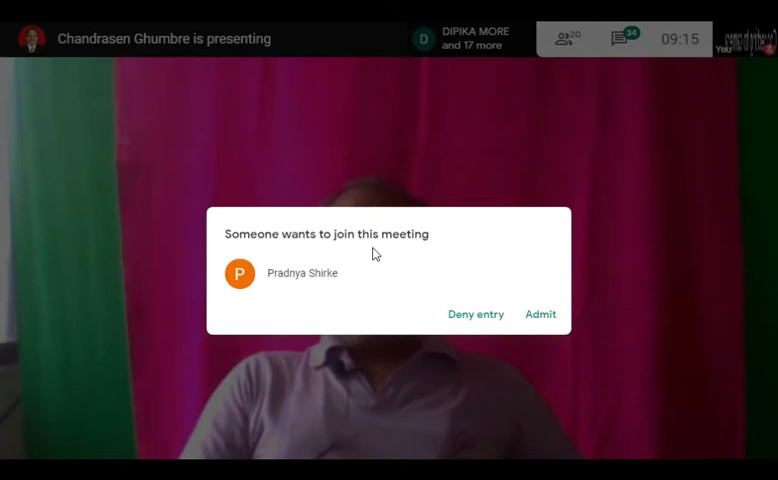 Chandrasen Ghumbre is presenting
D
DIPIKA MORE
and 17 more
20
34
09:15
You
Someone wants to join this meeting
P
Pradnya Shirke
Deny entry
Admit